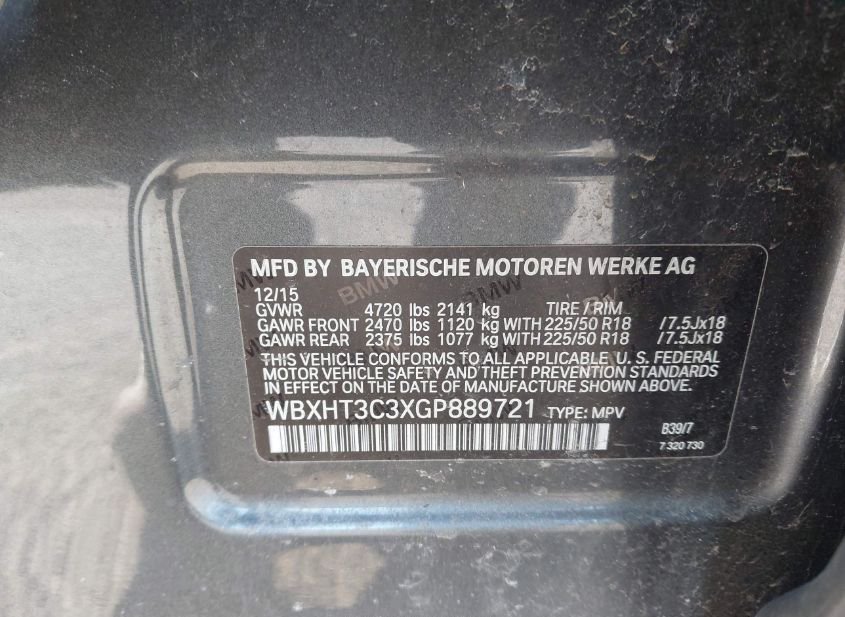 MFD BY BAYERISCHE MOTOREN WERKE AG
12/15
GVWR 4720 lbs 2141 kg TIRE / RIM
GAWR FRONT 2470 lbs 1120 kg WITH 225/50 R18 /7.5Jx18
GAWR REAR 2375 lbs 1077 kg WITH 225/50 R18 /7.5Jx18
THIS VEHICLE CONFORMS TO ALL APPLICABLE U. S. FEDERAL
MOTOR VEHICLE SAFETY AND THEFT PREVENTION STANDARDS
IN EFFECT ON THE DATE OF MANUFACTURE SHOWN ABOVE.
WBXHT3C3XGP889721 TYPE: MPV
B39/7
7 320 730
BMW
BMW
BMW